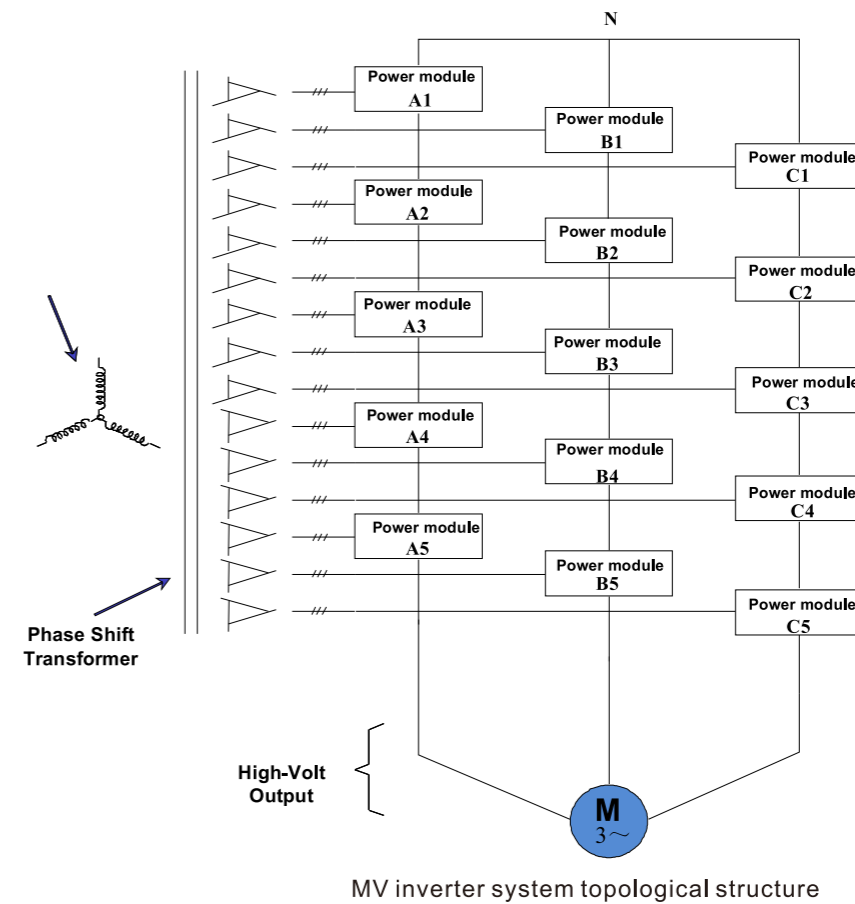 N
Power module
A1
Power module
B1
Power module
C1
Power module
A2
Power module
B2
Power module
C2
Power module
A3
Power module
B3
Power module
C3
Power module
A4
Power module
B4
Power module
C4
Power module
A5
Power module
B5
Power module
C5
Phase Shift
Transformer
High-Volt
Output
M
3~
MV inverter system topological structure